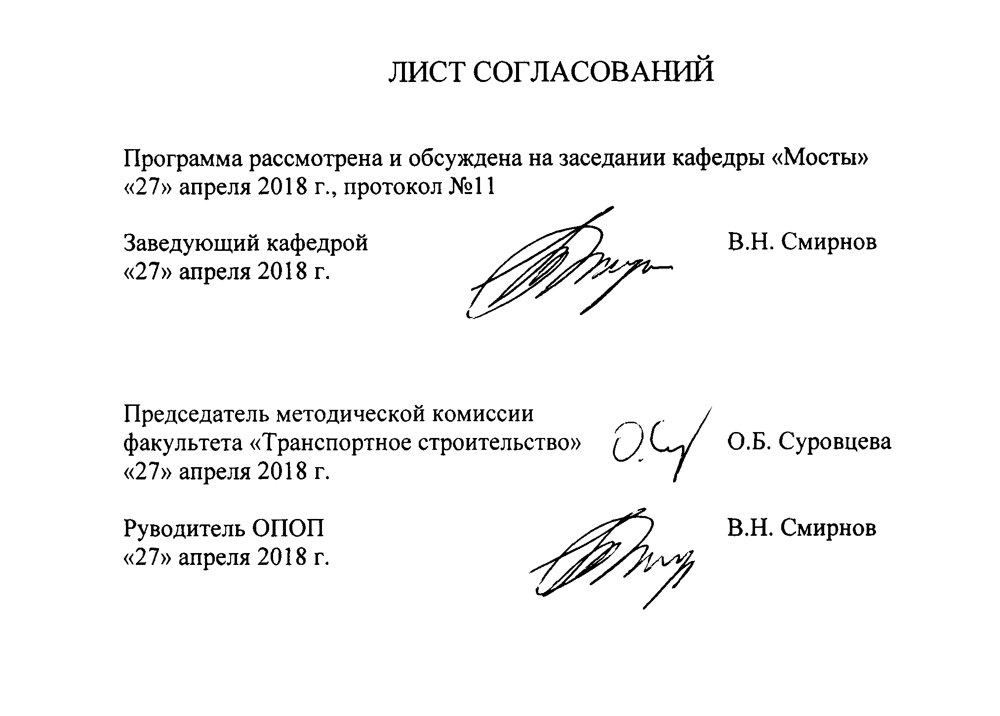 ЛИСТ СОГЛАСОВАНИЙ
Программа рассмотрена и обсуждена на заседании кафедры «Мосты»
«27» апреля 2018 г., протокол №11
Заведующий кафедрой В.Н. Смирнов
«27» апреля 2018 г.
Председатель методической комиссии
факультета «Транспортное строительство» О.Б. Суровцева
«27» апреля 2018 г.
Руводитель ОПОП В.Н. Смирнов
«27» апреля 2018 г.